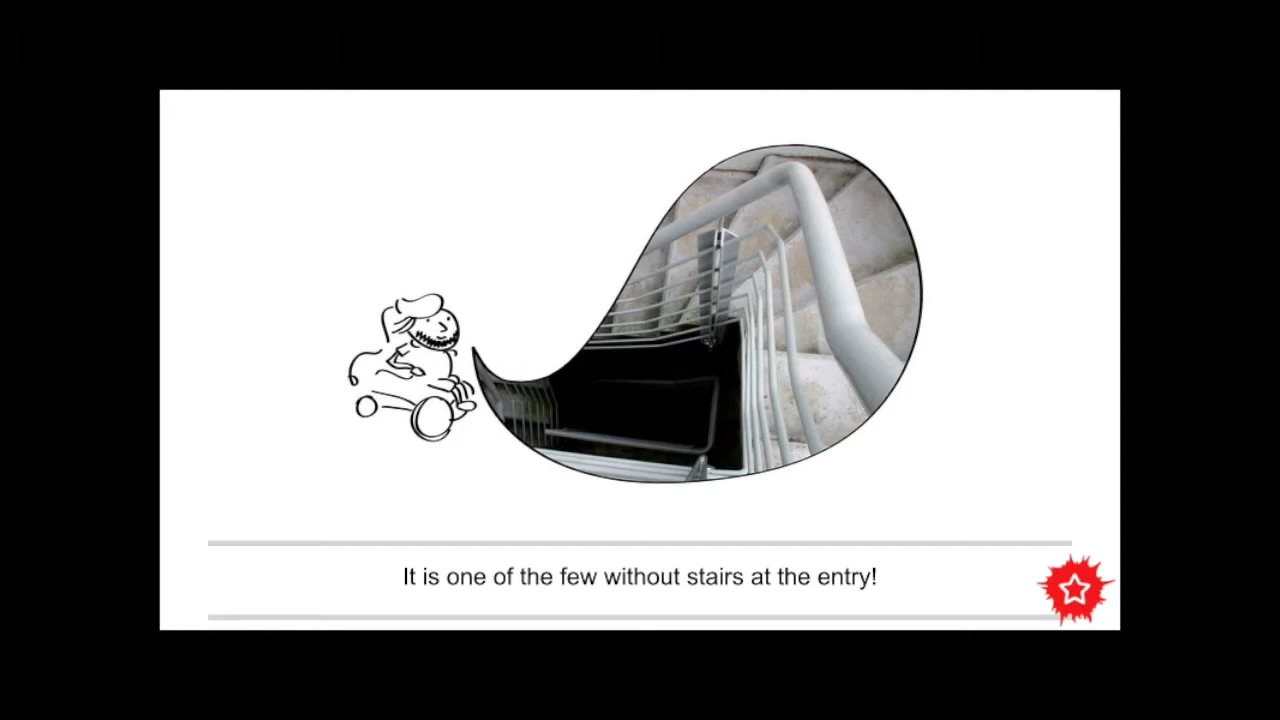 It is one of the few without stairs at the entry!